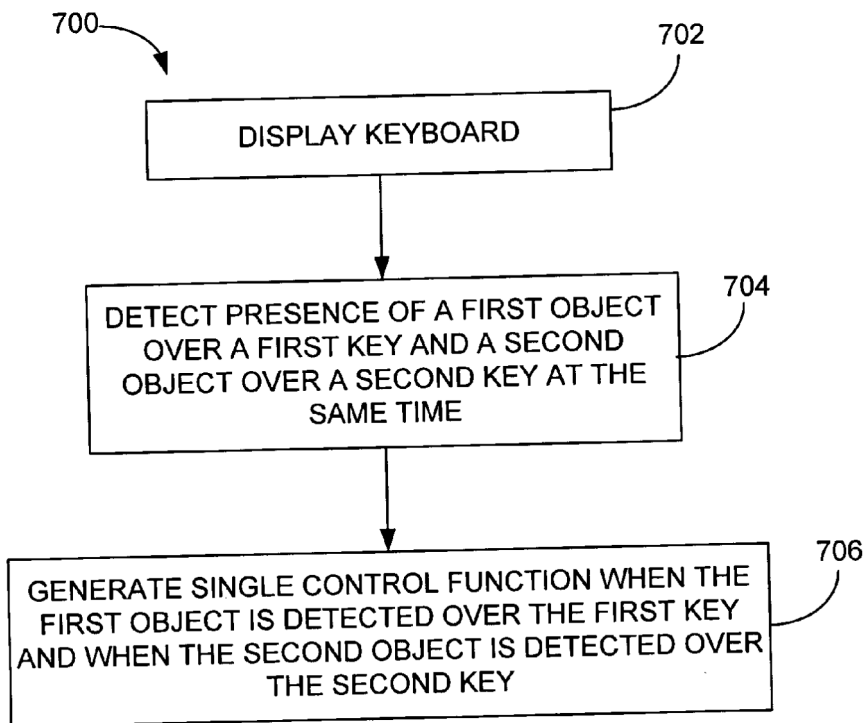 700
702
DISPLAY KEYBOARD
704
DETECT PRESENCE OF A FIRST OBJECT
OVER A FIRST KEY AND A SECOND
OBJECT OVER A SECOND KEY AT THE
SAME TIME
706
GENERATE SINGLE CONTROL FUNCTION WHEN THE
FIRST OBJECT IS DETECTED OVER THE FIRST KEY
AND WHEN THE SECOND OBJECT IS DETECTED OVER
THE SECOND KEY